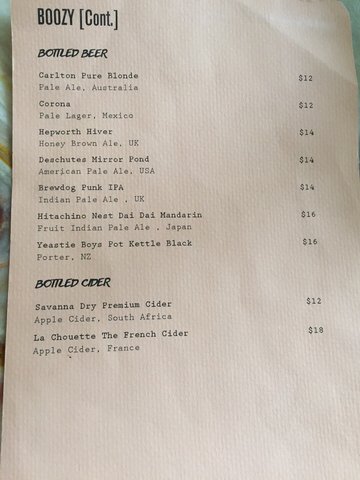 BOOZY [Cont.]
BOTTLED BEER
Carlton Pure Blonde $12
Pale Ale, Australia
Corona $12
Pale Lager, Mexico
Hepworth Hiver $14
Honey Brown Ale, UK
Deschutes Mirror Pond $14
American Pale Ale, USA
Brewdog Punk IPA $14
Indian Pale Ale , UK
Hitachino Nest Dai Dai Mandarin $16
Fruit Indian Pale Ale , Japan
Yeastie Boys Pot Kettle Black $16
Porter, NZ
BOTTLED CIDER
Savanna Dry Premium Cider $12
Apple Cider, South Africa
La Chouette The French Cider $18
Apple Cider, France